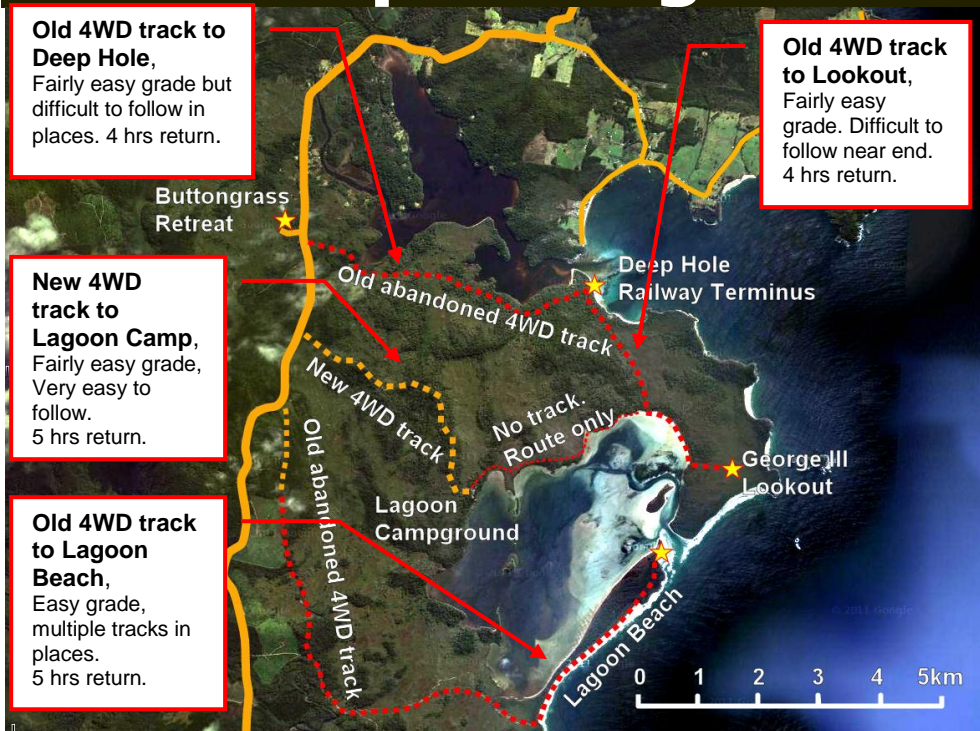 Old 4WD track to
Deep Hole,
Fairly easy grade but
difficult to follow in
places. 4 hrs return.
Old 4WD track
to Lookout,
Fairly easy
grade. Difficult to
follow near end.
4 hrs return.
Buttongrass
Retreat
Deep Hole
Railway Terminus
Old abandoned 4WD track
New 4WD
track to
Lagoon Camp,
Fairly easy grade,
Very easy to
follow.
5 hrs return.
New 4WD track
No track.
Route only
George III
Lookout
Lagoon
Campground
Old abandoned 4WD track
Old 4WD track
to Lagoon
Beach,
Easy grade,
multiple tracks in
places.
5 hrs return.
Lagoon Beach
© 2011 Google
0 1 2 3 4 5km